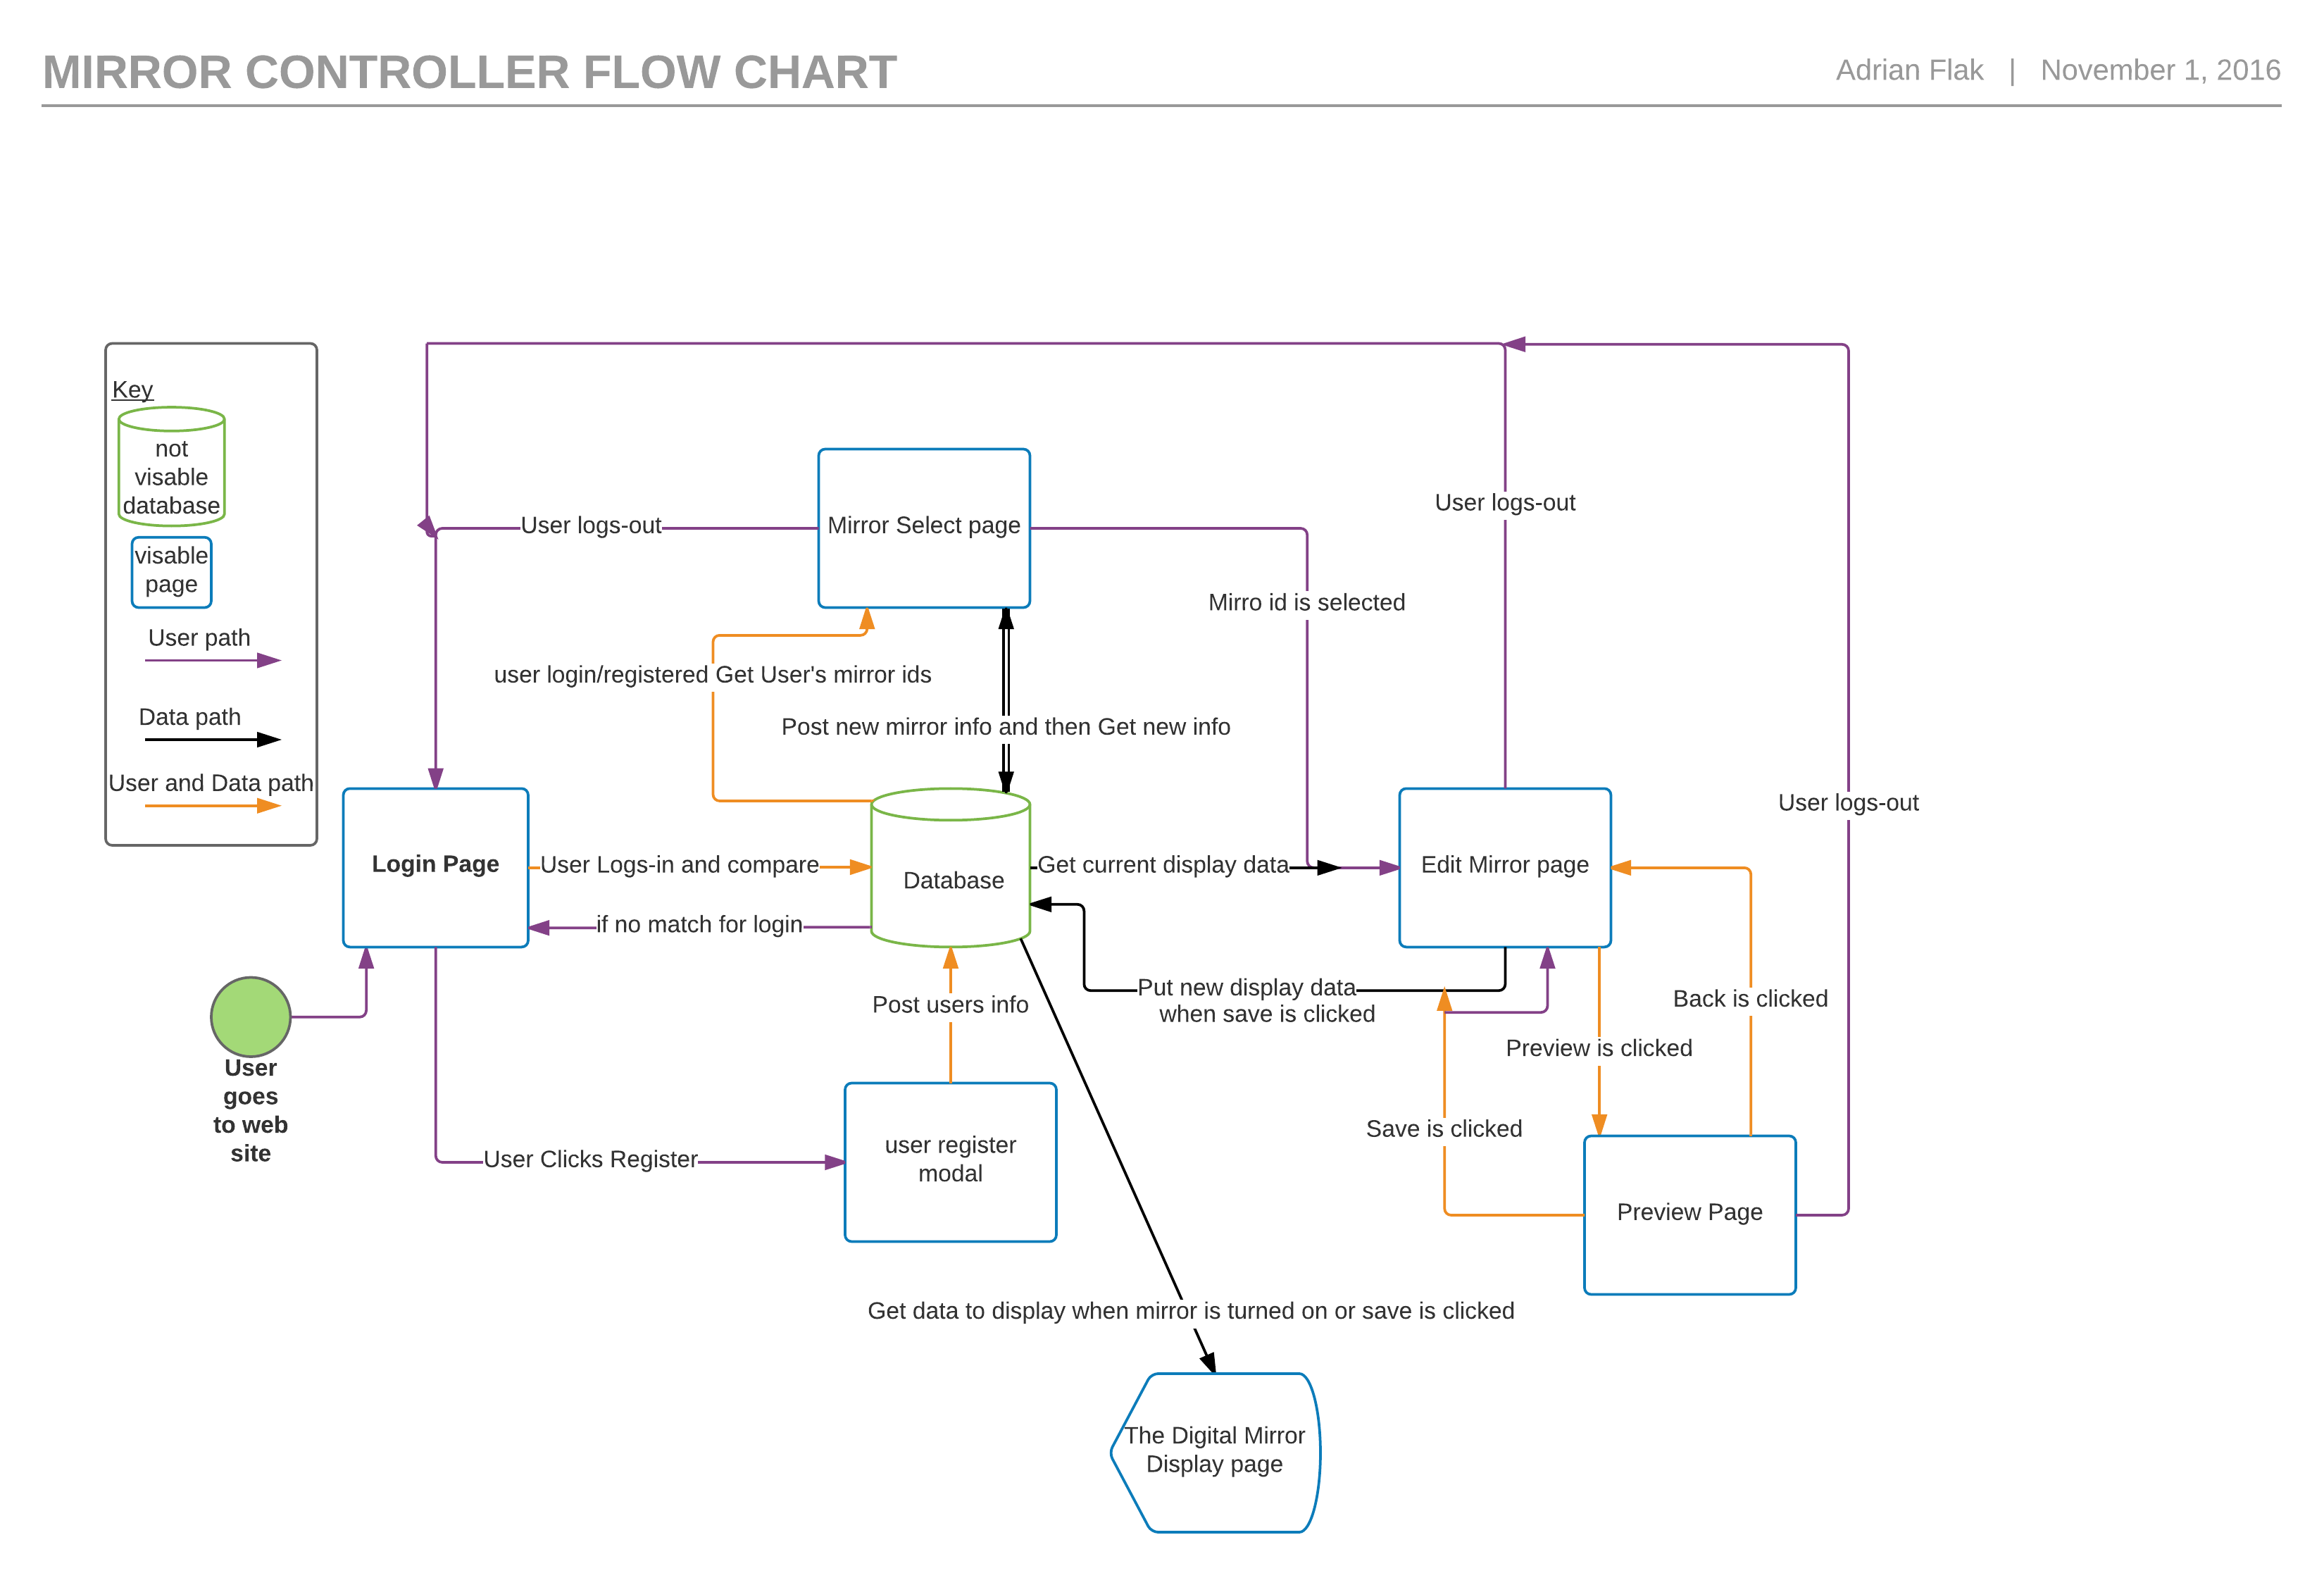 MIRROR CONTROLLER FLOW CHART
Adrian Flak | November 1, 2016
Key
not
visable
database
visable
page
User path
Data path
User and Data path
User logs-out
Mirror Select page
User logs-out
Mirro id is selected
user login/registered Get User's mirror ids
Post new mirror info and then Get new info
User logs-out
Login Page
User Logs-in and compare
Database
Get current display data
Edit Mirror page
if no match for login
Put new display data
when save is clicked
Back is clicked
Post users info
Preview is clicked
User
goes
to web
site
Save is clicked
User Clicks Register
user register
modal
Preview Page
Get data to display when mirror is turned on or save is clicked
The Digital Mirror
Display page